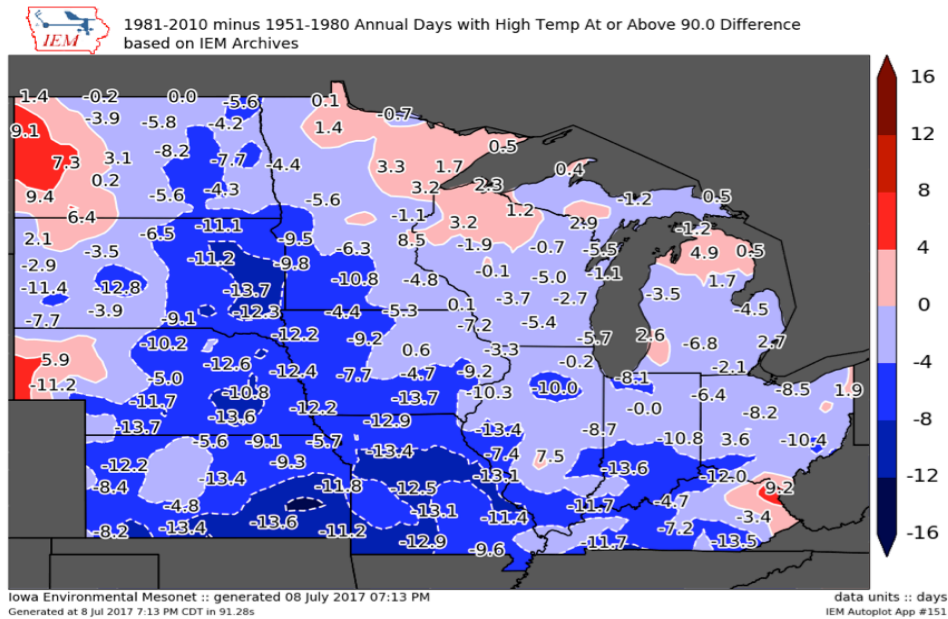 IEM
1981-2010 minus 1951-1980 Annual Days with High Temp At or Above 90.0 Difference
based on IEM Archives
16
12
8
4
0
-4
-8
-12
-16
1.4 -0.2 0.0 -5.6 0.1 -0.7
9.1 -3.9 -5.8 -4.2 1.4
7.3 3.1 -8.2 -7.7 -4.4 3.3 1.7 0.5
9.4 0.2 -5.6 -4.3 -5.6 3.2 2.3 0.4
6.4 -11.1 -1.1 3.2 1.2 2.9 -1.2 0.5
2.1 -3.5 -6.5 -9.5 -6.3 8.5 -1.9 -0.7 -5.5 -1.2
-2.9 -11.2 -9.8 -10.8 -4.8 -0.1 -5.0 -1.1 4.9 0.5
-11.4 -12.8 -13.7 -3.7 -2.7 -3.5 1.7
-7.7 -3.9 -9.1 -12.3 -4.4 -5.3 0.1 -4.5
-10.2 -12.2 -9.2 -7.2 -5.4 -5.7 2.6 -6.8 2.7
5.9 -12.6 0.6 -3.3 -0.2 -2.1
-11.2 -5.0 -12.4 -7.7 -4.7 -9.2 -10.0 -8.1 -8.5 1.9
-11.7 -10.8 -12.2 -13.7 -10.3 -0.0 -6.4
-13.7 -13.6 -12.9 -13.4 -8.7 -8.2
-5.6 -9.1 -5.7 -13.4 -7.4 7.5 -10.8 3.6 -10.4
-12.2 -9.3 -13.1 -13.6 -12.0
-8.4 -13.4 -11.8 -12.5 9.2
-4.8 -13.1 -11.4 -11.7 -4.7 -3.4
-8.2 -13.4 -13.6 -11.2 -12.9 -9.6 -11.7 -7.2 -13.5
Iowa Environmental Mesonet :: generated 08 July 2017 07:13 PM
data units :: days
Generated at 8 Jul 2017 7:13 PM CDT in 91.28s
IEM Autoplot App #151